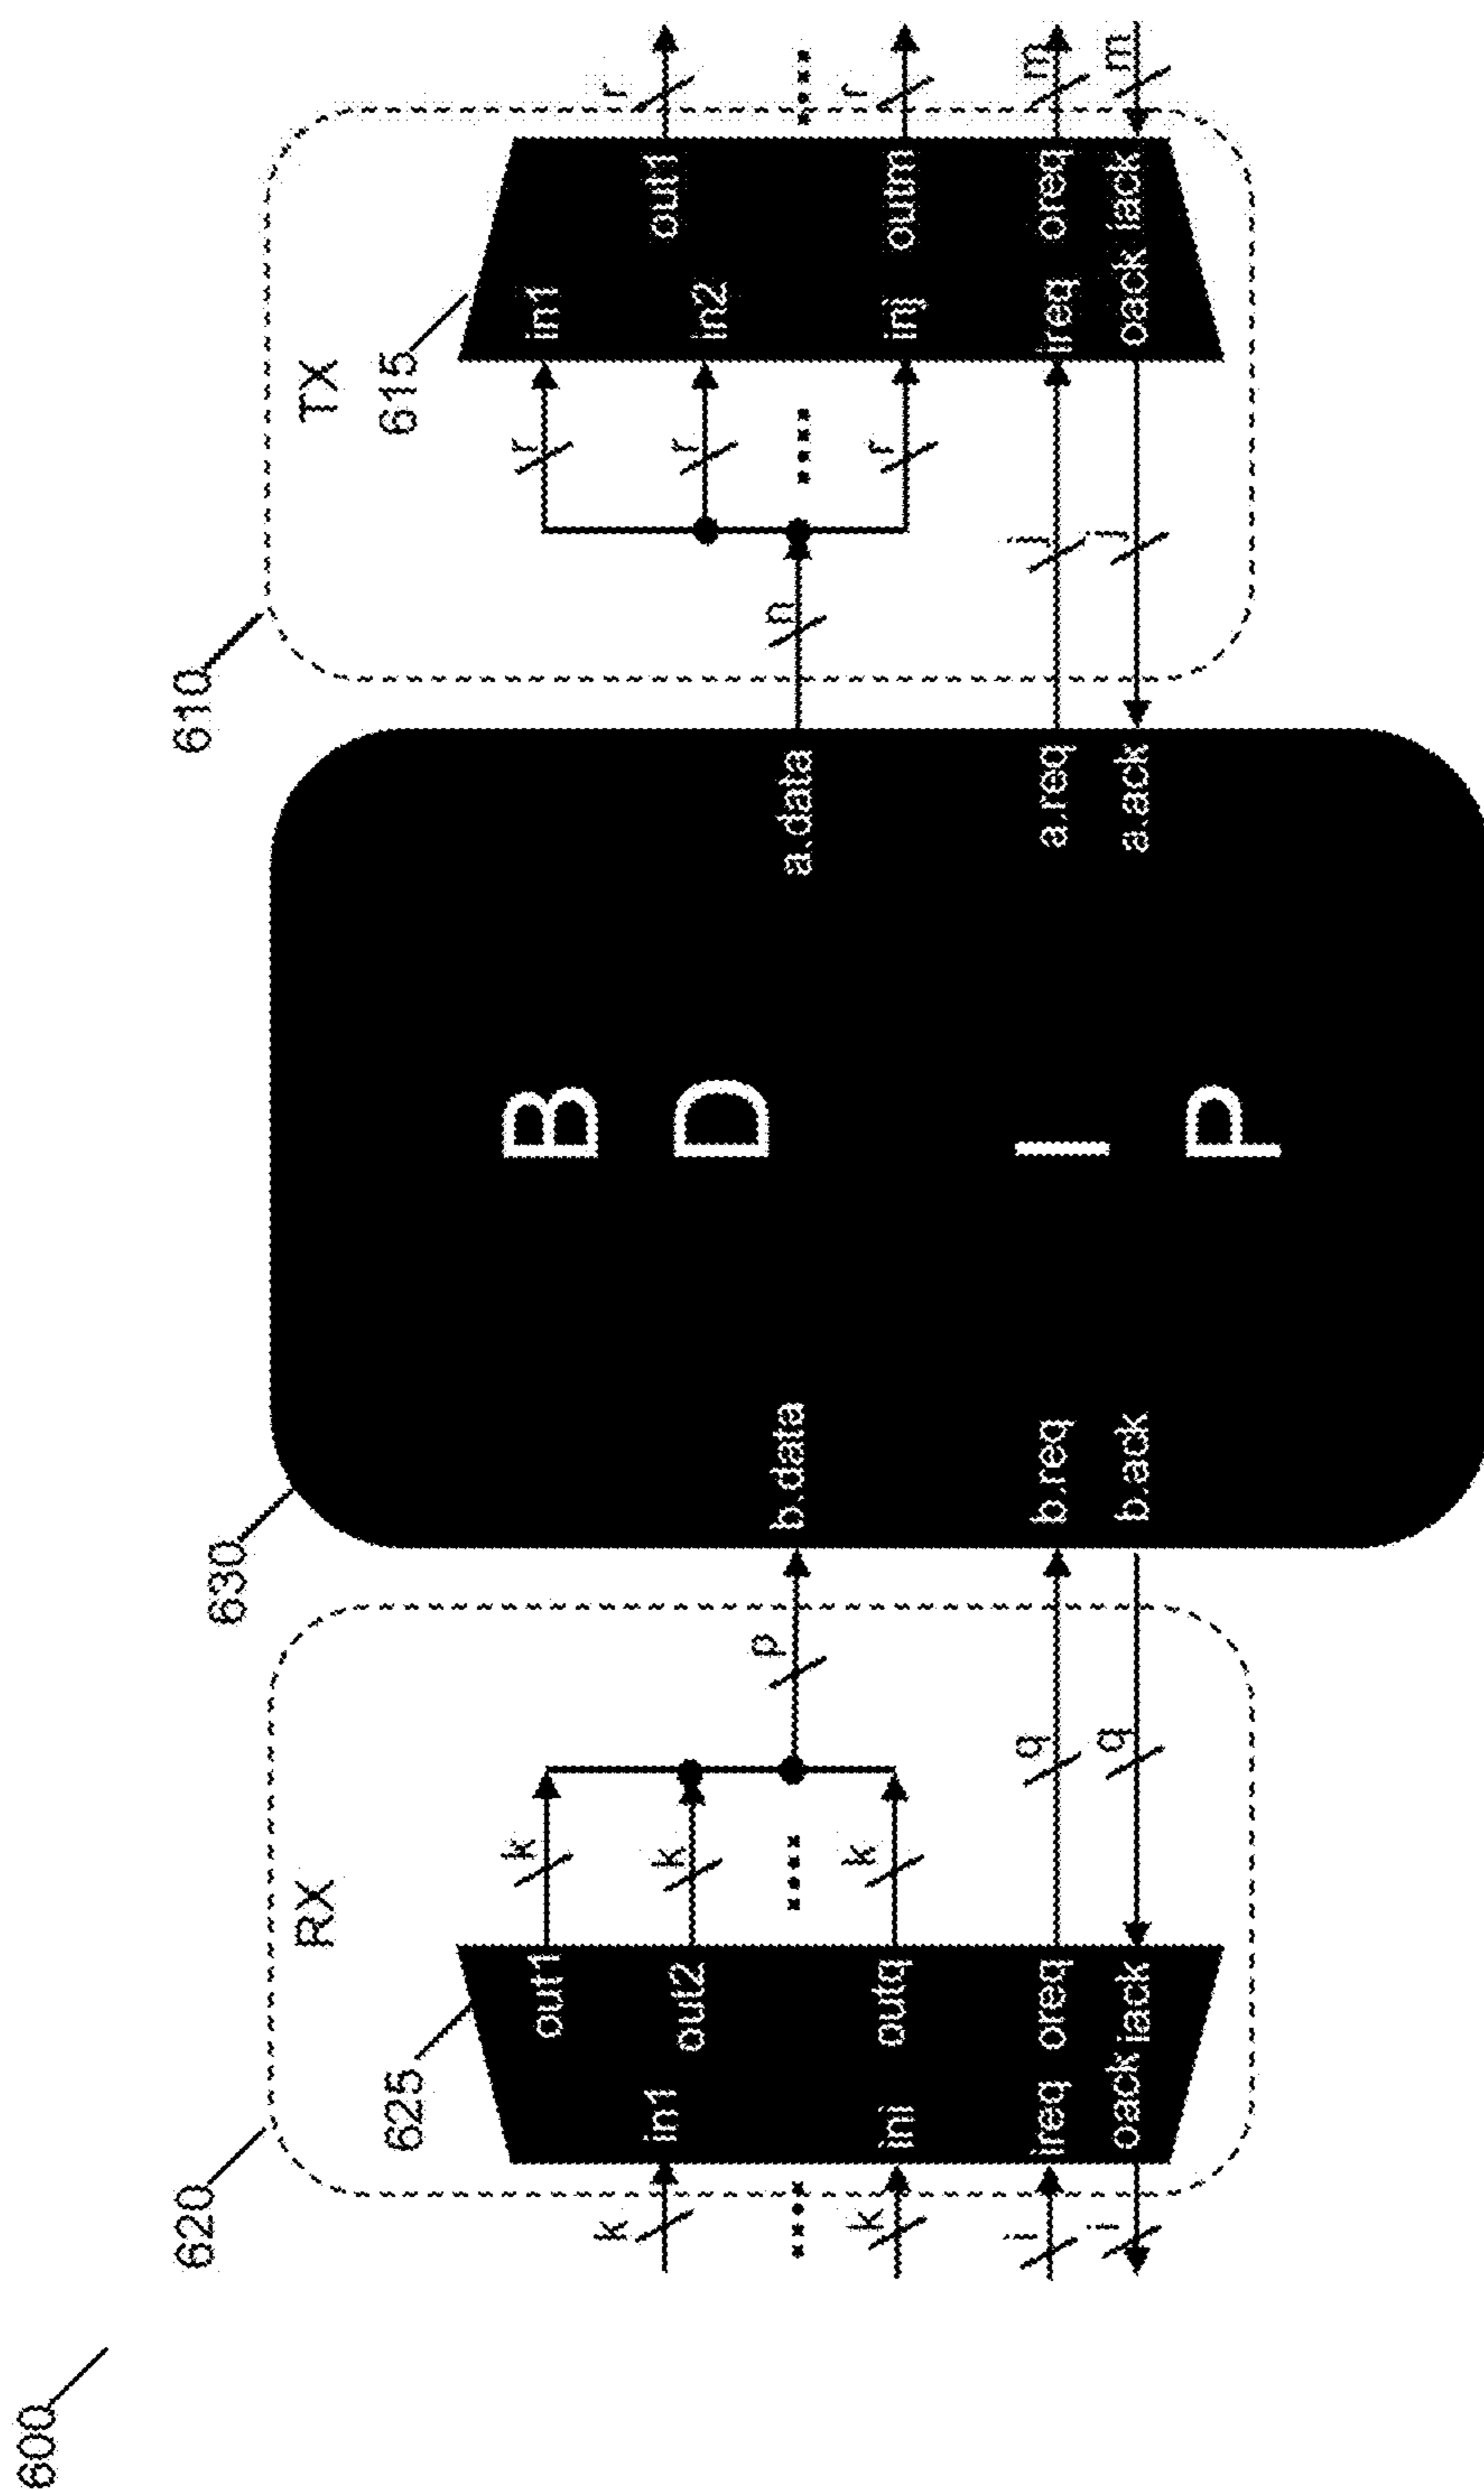 600
620
630
610
RX
TX
625
615
k
k
i
i
in1
ini
ireq
oack
out1
out2
outq
oreq
iack
k
k
k
p
q
q
b.data
b.req
b.ack
B
D
I
P
a.data
a.req
a.ack
n
r
r
r
j
j
in1
in2
inj
ireq
oack
out1
outm
oreq
iack
r
r
m
m